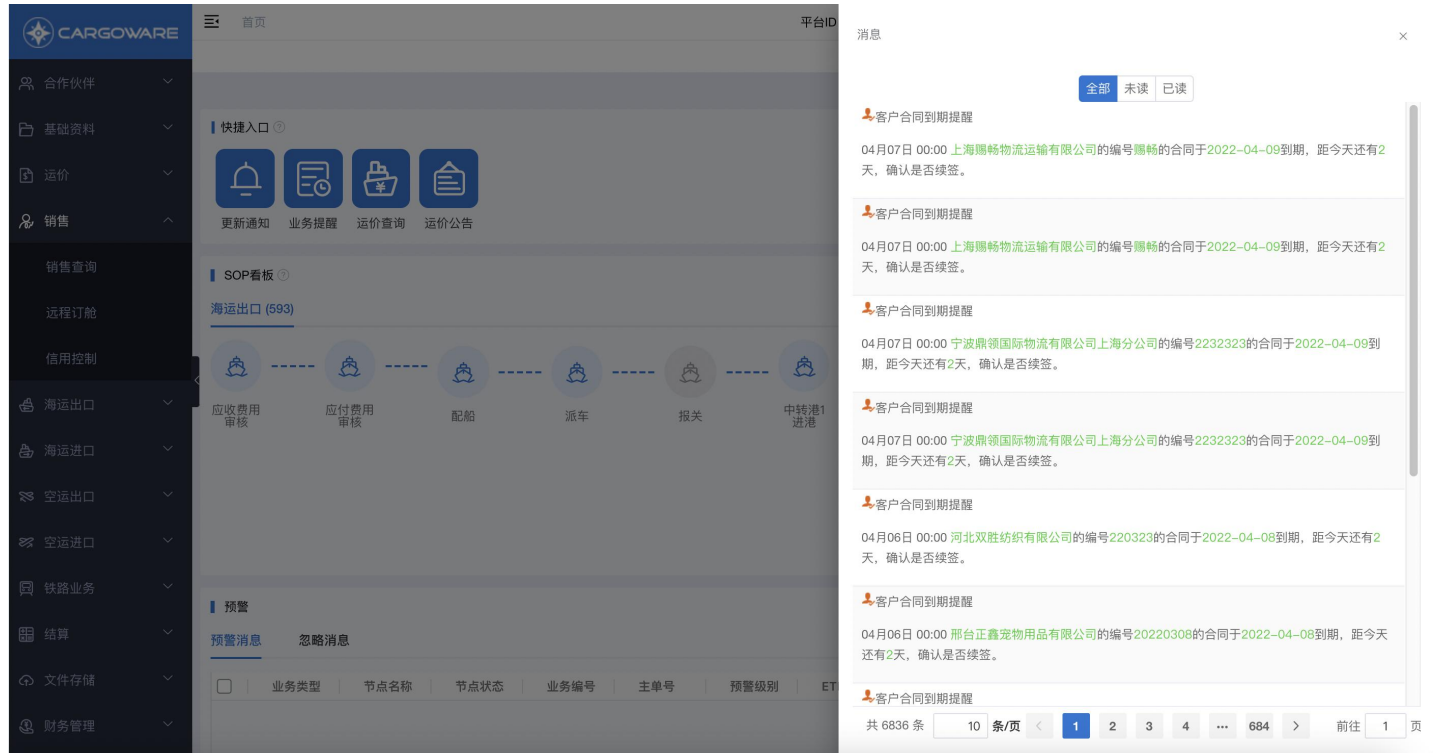 CARGOWARE
合作伙伴
基础资料
运价
销售
销售查询
远程订舱
信用控制
海运出口
海运进口
空运出口
空运进口
铁路业务
结算
文件存储
财务管理
首页
平台ID
快捷入口
更新通知 业务提醒 运价查询 运价公告
SOP看板
海运出口 (593)
应收费用
审核
应付费用
审核
配船
派车
报关
中转港1
进港
预警
预警消息 忽略消息
业务类型 节点名称 节点状态 业务编号 主单号 预警级别 ET
消息
全部 未读 已读
客户合同到期提醒
04月07日 00:00 上海赐畅物流运输有限公司的编号赐畅的合同于2022-04-09到期，距今天还有2
天，确认是否续签。
客户合同到期提醒
04月07日 00:00 上海赐畅物流运输有限公司的编号赐畅的合同于2022-04-09到期，距今天还有2
天，确认是否续签。
客户合同到期提醒
04月07日 00:00 宁波鼎领国际物流有限公司上海分公司的编号2232323的合同于2022-04-09到
期，距今天还有2天，确认是否续签。
客户合同到期提醒
04月07日 00:00 宁波鼎领国际物流有限公司上海分公司的编号2232323的合同于2022-04-09到
期，距今天还有2天，确认是否续签。
客户合同到期提醒
04月06日 00:00 河北双胜纺织有限公司的编号220323的合同于2022-04-08到期，距今天还有2
天，确认是否续签。
客户合同到期提醒
04月06日 00:00 邢台正鑫宠物用品有限公司的编号20220308的合同于2022-04-08到期，距今天
还有2天，确认是否续签。
客户合同到期提醒
共 6836 条 10 条/页 < 1 2 3 4 ... 684 > 前往 1 页